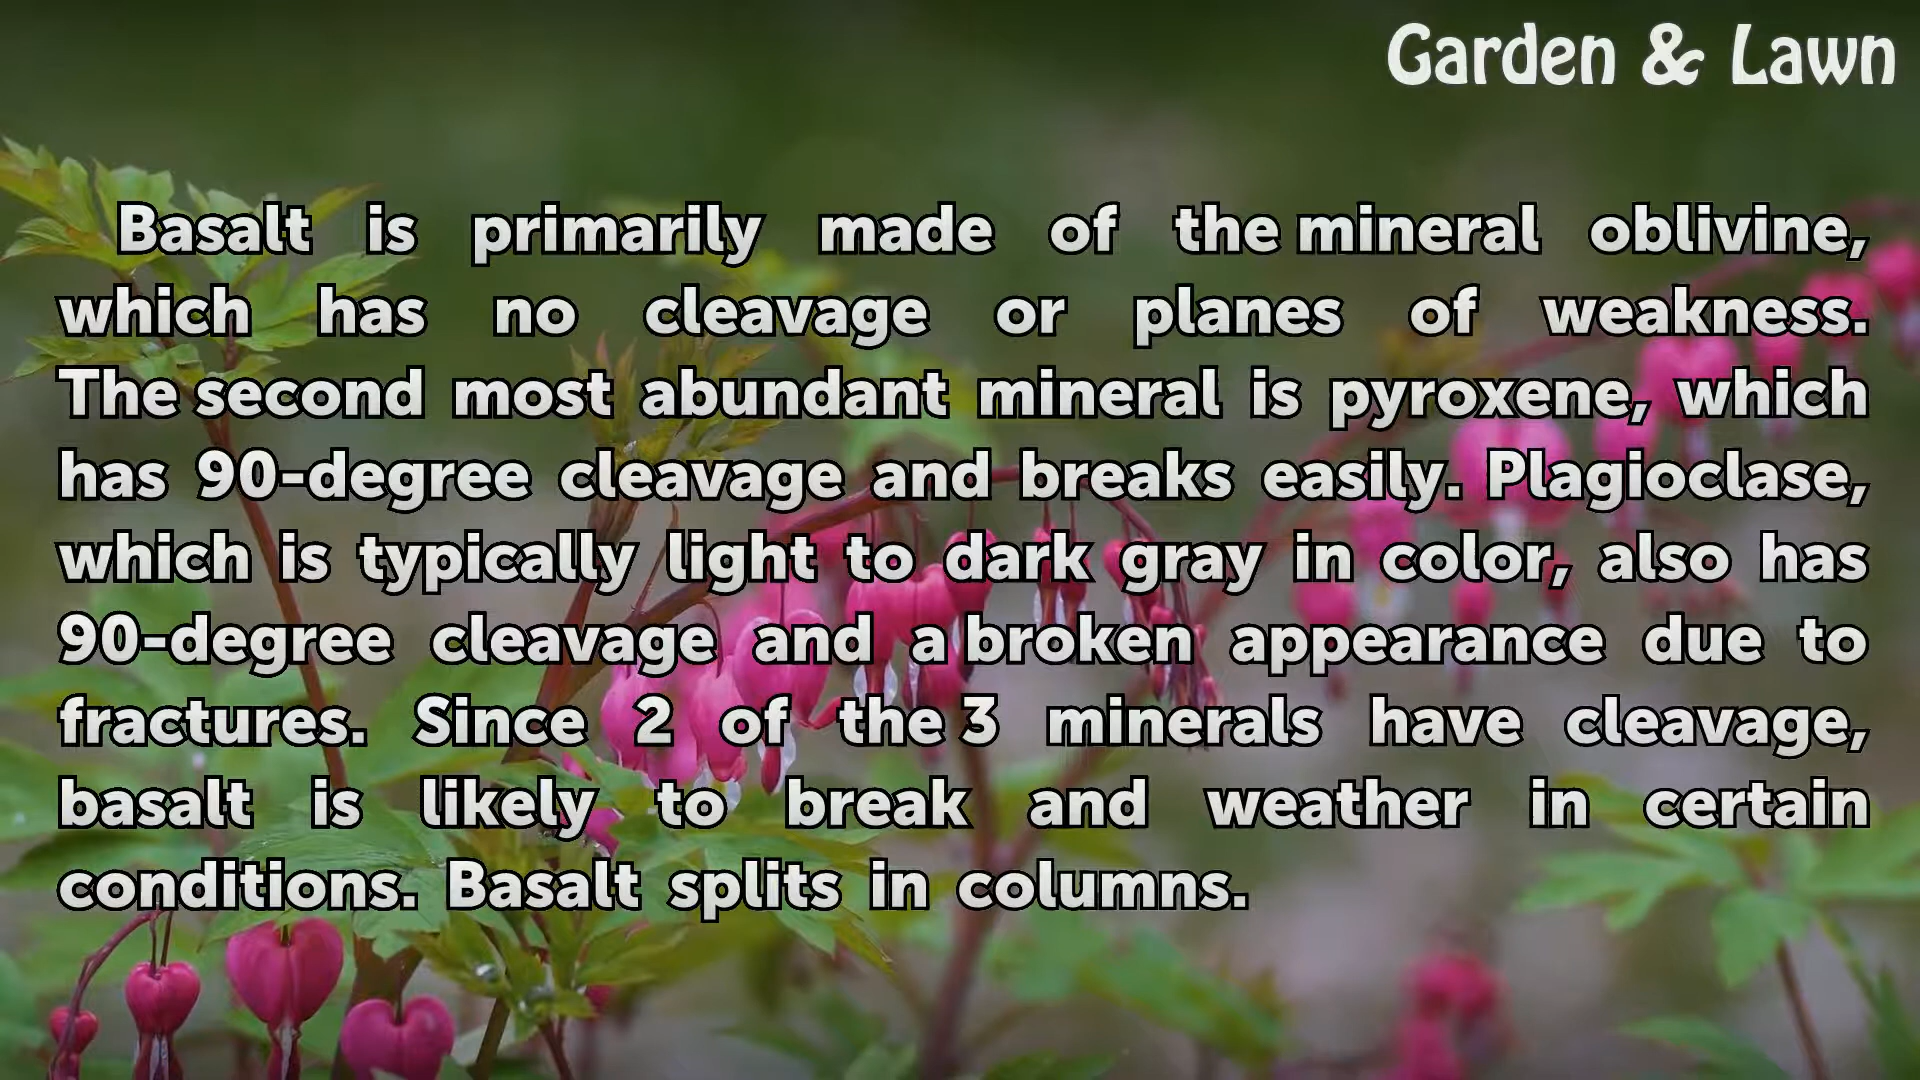 Garden & Lawn
Basalt is primarily made of the mineral oblivine,
which has no cleavage or planes of weakness.
The second most abundant mineral is pyroxene, which
has 90-degree cleavage and breaks easily. Plagioclase,
which is typically light to dark gray in color, also has
90-degree cleavage and a broken appearance due to
fractures. Since 2 of the 3 minerals have cleavage,
basalt is likely to break and weather in certain
conditions. Basalt splits in columns.